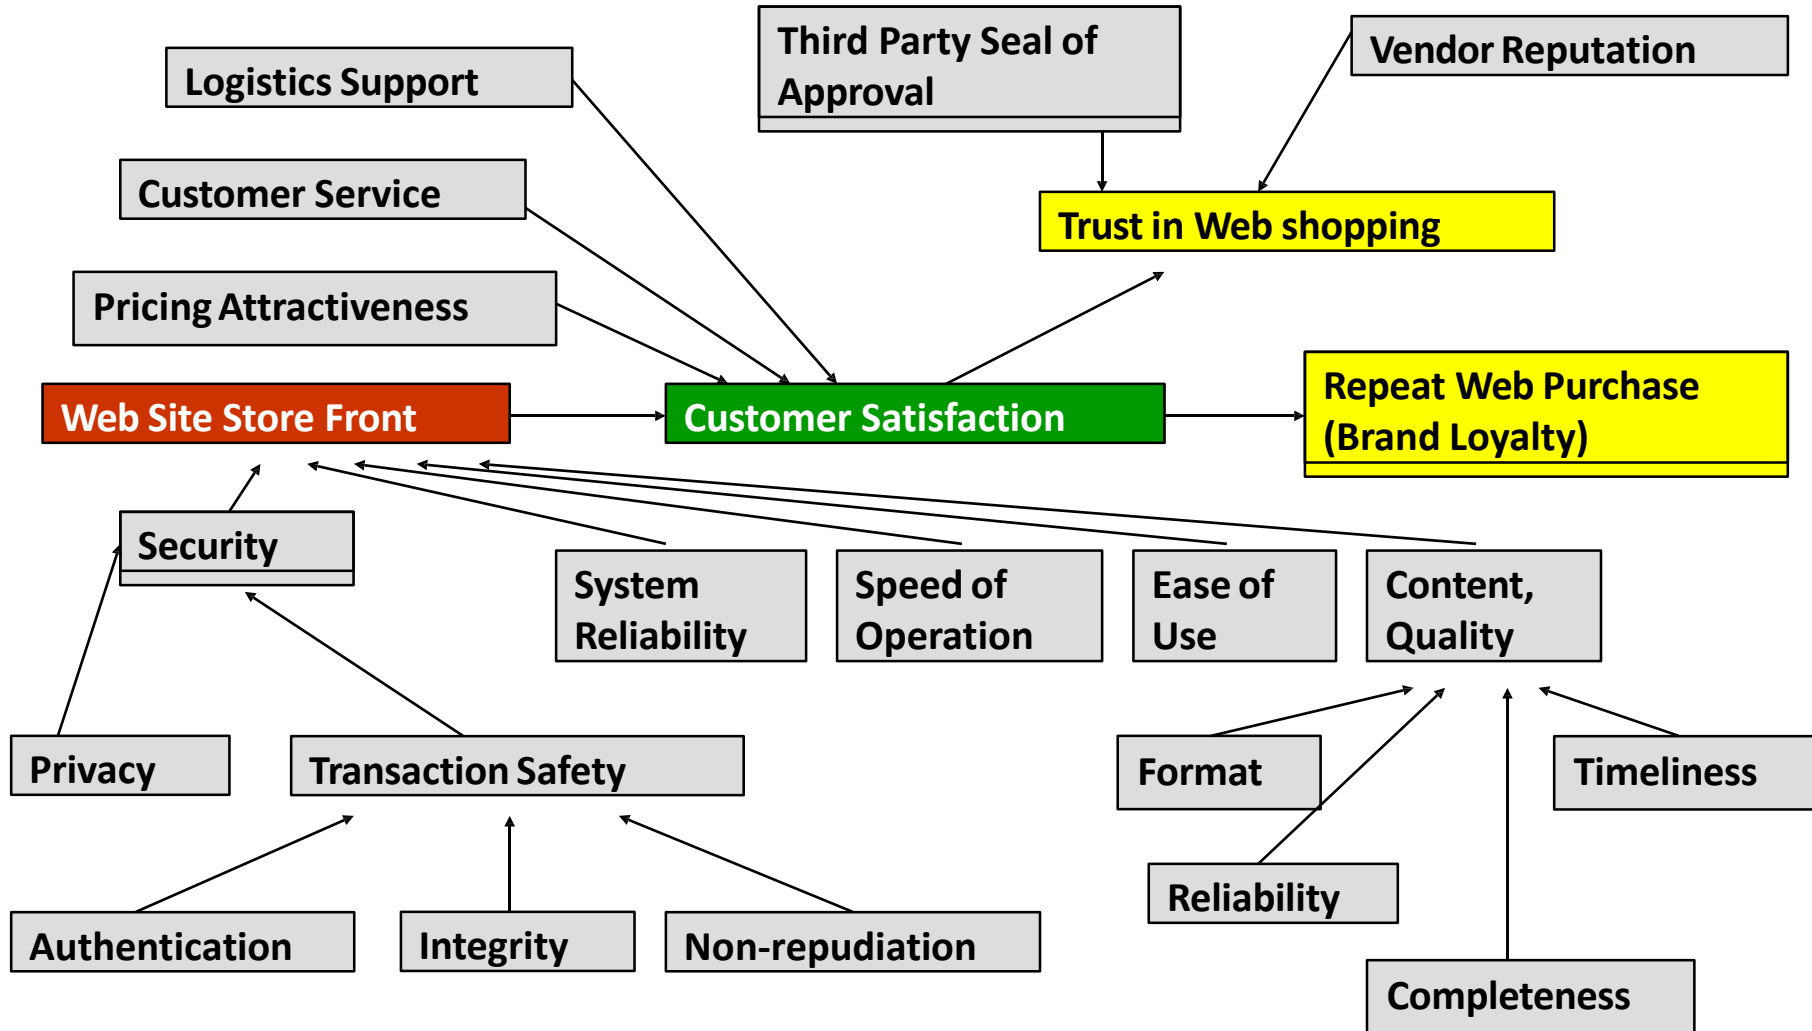 Third Party Seal of
Approval
Vendor Reputation
Logistics Support
Customer Service
Trust in Web shopping
Pricing Attractiveness
Web Site Store Front
Customer Satisfaction
Repeat Web Purchase
(Brand Loyalty)
Security
System
Reliability
Speed of
Operation
Ease of
Use
Content,
Quality
Privacy
Transaction Safety
Format
Timeliness
Reliability
Authentication
Integrity
Non-repudiation
Completeness